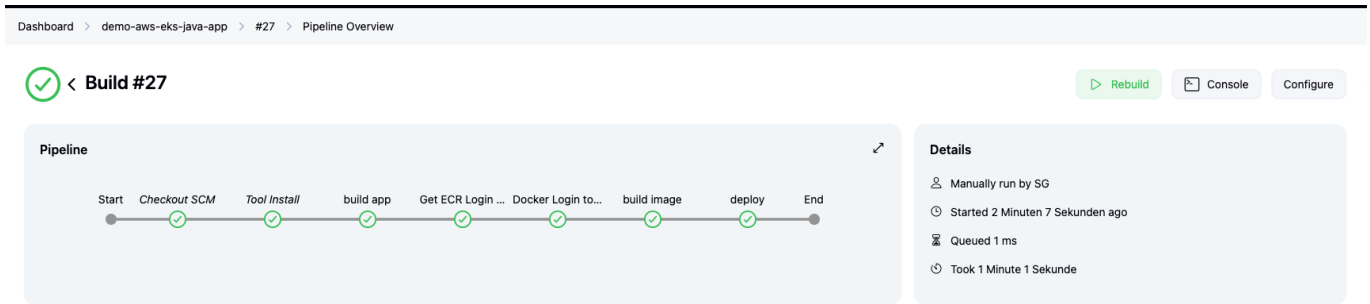 Dashboard > demo-aws-eks-java-app > #27 > Pipeline Overview
Build #27
Rebuild
Console
Configure
Pipeline
Start Checkout SCM Tool Install build app Get ECR Login ... Docker Login to... build image deploy End
Details
Manually run by SG
Started 2 Minuten 7 Sekunden ago
Queued 1 ms
Took 1 Minute 1 Sekunde